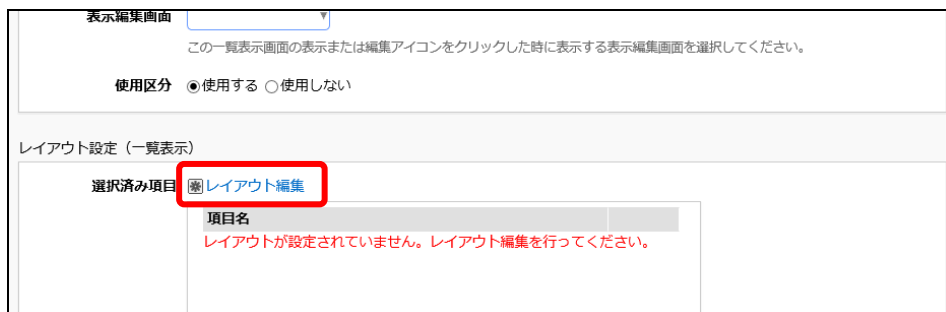 表示編集画面
この一覧表示画面の表示または編集アイコンをクリックした時に表示する表示編集画面を選択してください。
使用区分 ◉使用する ○使用しない
レイアウト設定（一覧表示）
選択済み項目 レイアウト編集
項目名
レイアウトが設定されていません。レイアウト編集を行ってください。